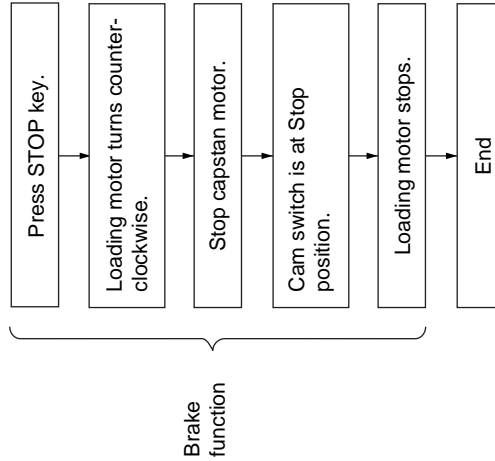 Press STOP key.
Loading motor turns counter-
clockwise.
Stop capstan motor.
Cam switch is at Stop
position.
Loading motor stops.
End
Brake
function